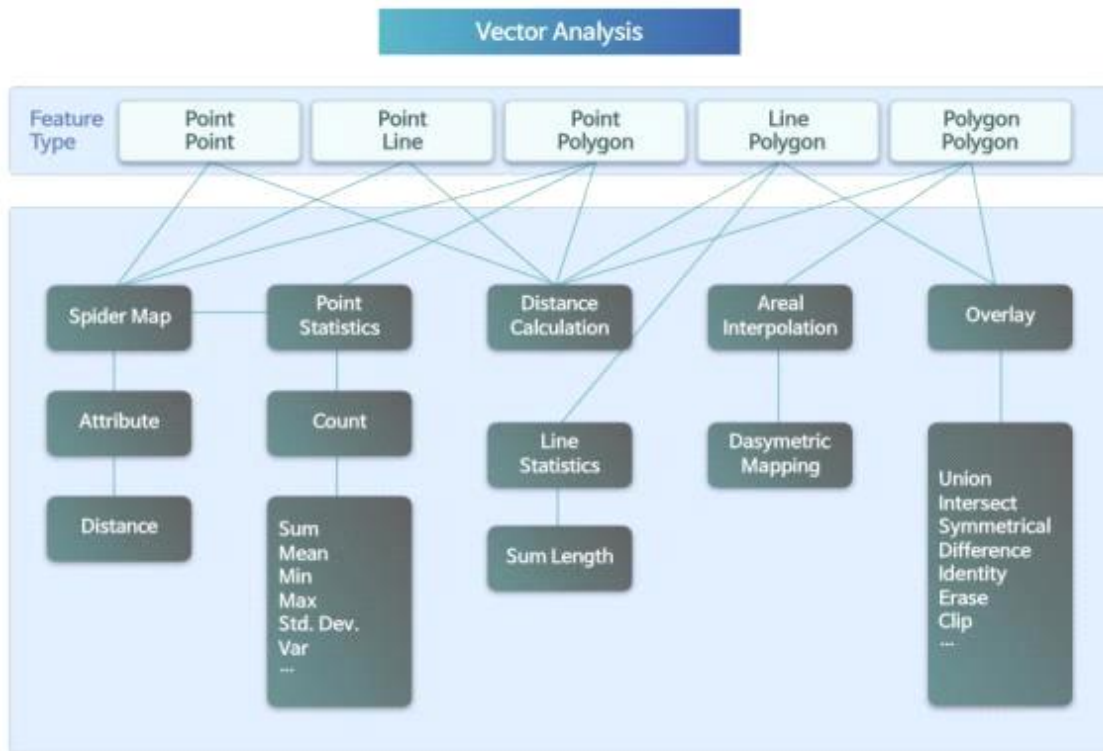 Vector Analysis
Feature
Type
Point
Point
Point
Line
Point
Polygon
Line
Polygon
Polygon
Polygon
Spider Map
Point
Statistics
Distance
Calculation
Areal
Interpolation
Overlay
Attribute
Count
Line
Statistics
Dasymetric
Mapping
Distance
Sum
Mean
Min
Max
Std. Dev.
Var
...
Sum Length
Union
Intersect
Symmetrical
Difference
Identity
Erase
Clip
...